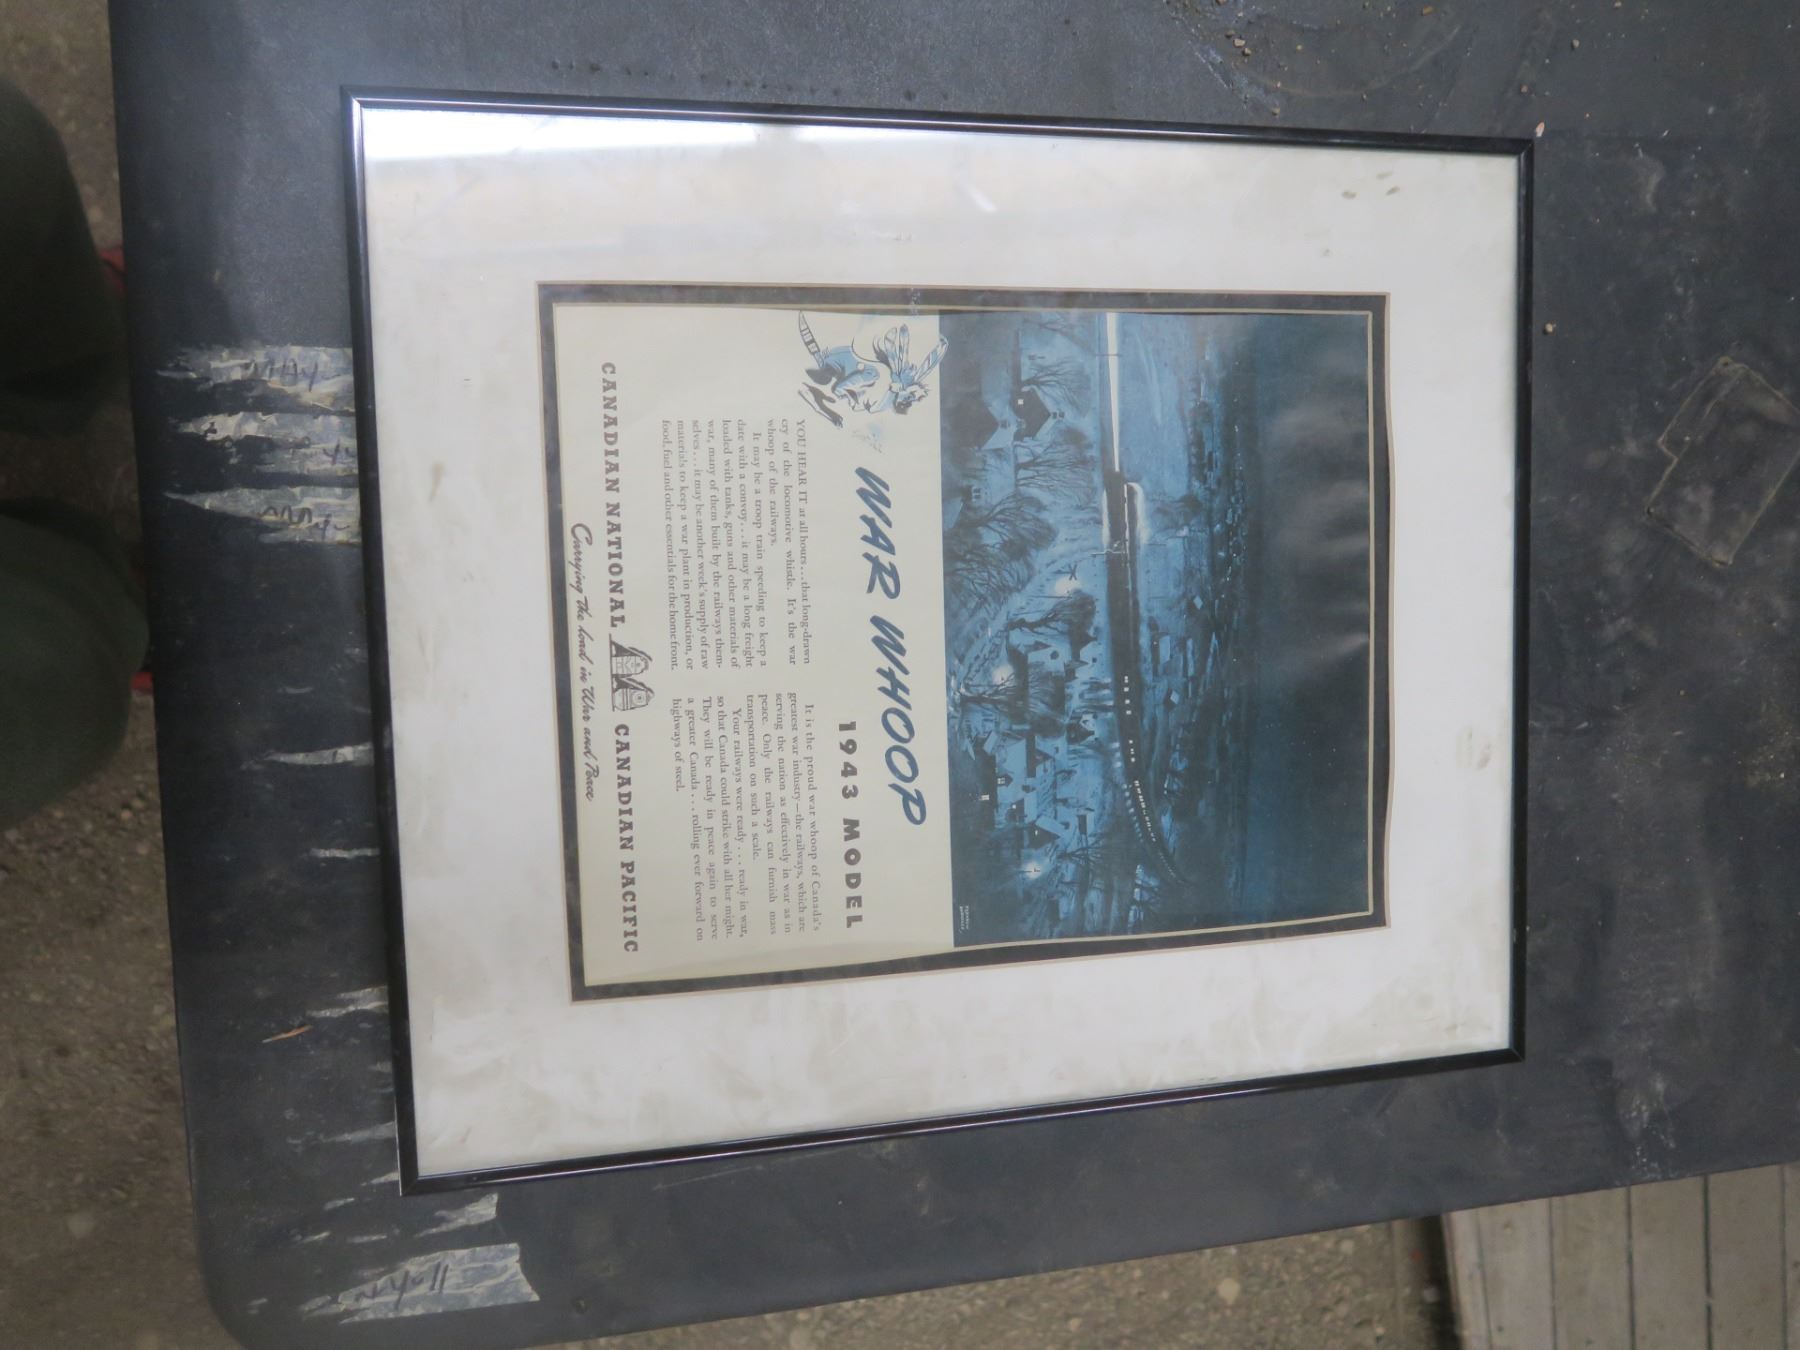 WAR WHOOP
1943 MODEL
YOU HEAR IT at all hours...that long-drawn
cry of the locomotive whistle. It's the war
whoop of the railways.
It may be a troop train speeding to keep a
date with a convoy...it may be a long freight
loaded with tanks, guns and other materials of
war, many of them built by the railways them-
selves...it may be another week's supply of raw
materials to keep a war plant in production, or
food, fuel and other essentials for the home front.
It is the proud war whoop of Canada's
greatest war industry—the railways, which are
serving the nation as effectively in war as in
peace. Only the railways can furnish mass
transportation on such a scale.
Your railways were ready...ready in war,
so that Canada could strike with all her might.
They will be ready in peace again to serve
a greater Canada...rolling ever forward on
highways of steel.
CANADIAN NATIONAL CANADIAN PACIFIC
Carrying the load in War and Peace